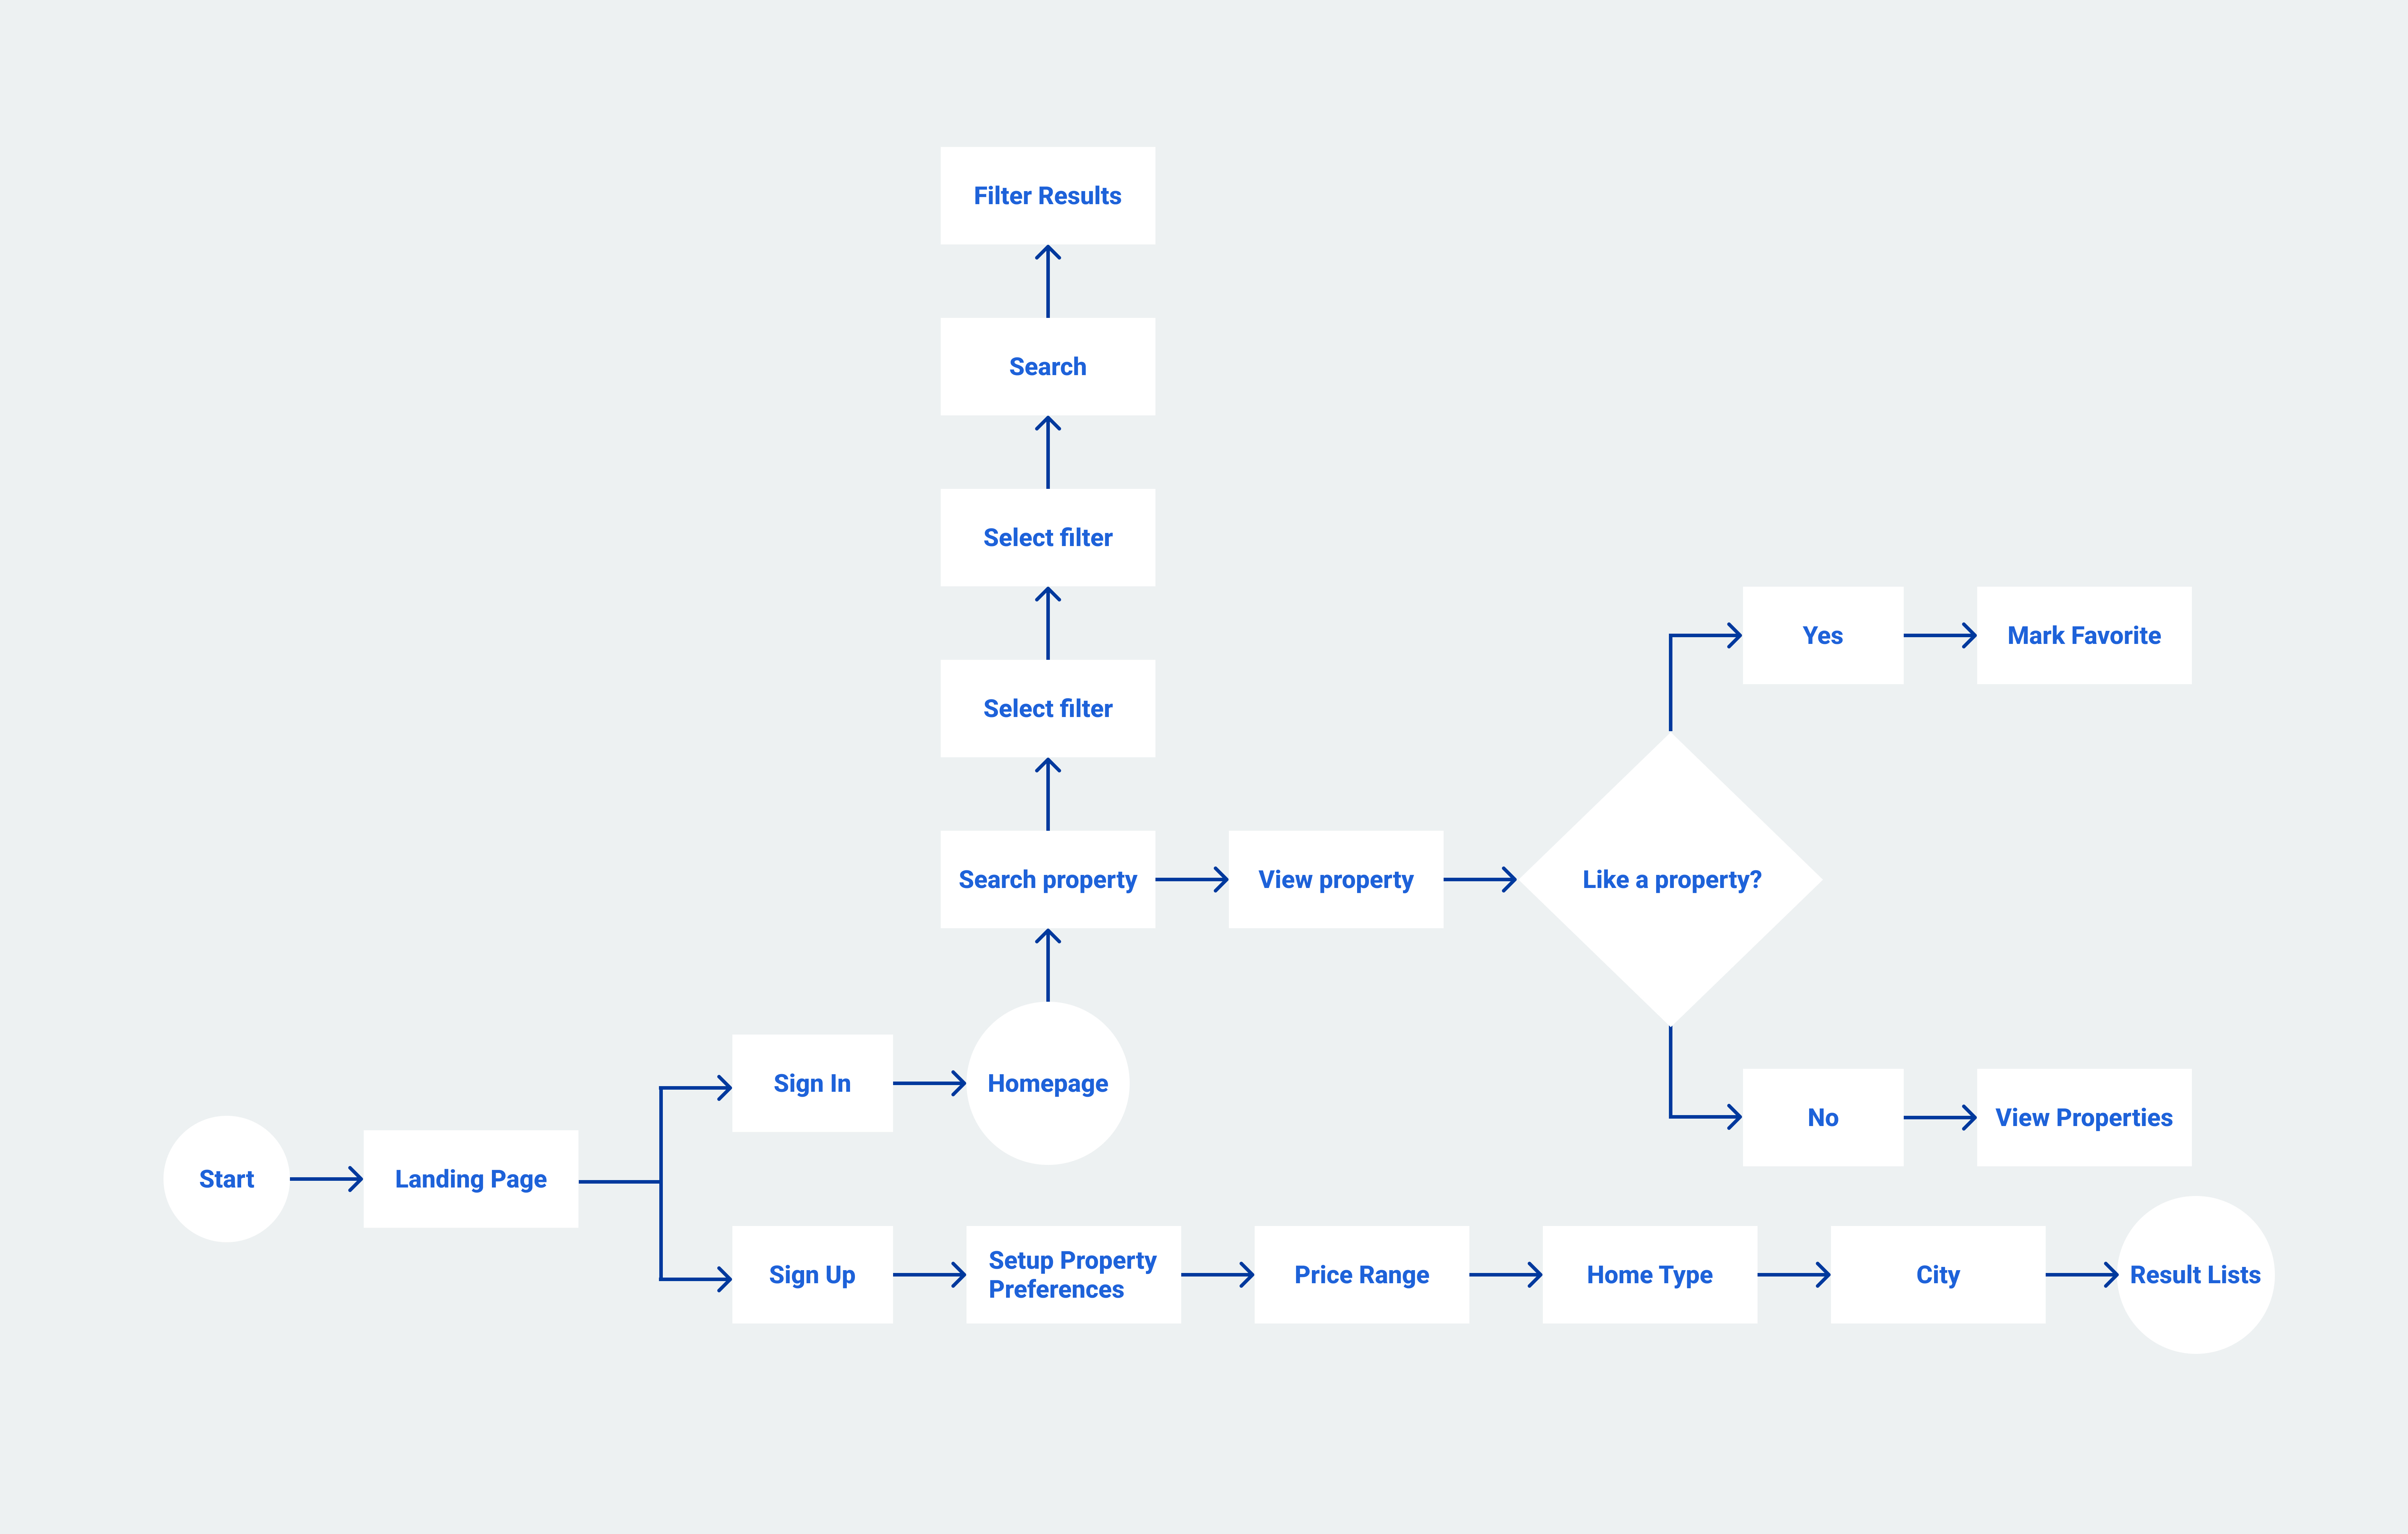 Filter Results
Search
Select filter
Select filter
Yes
Mark Favorite
Search property
View property
Like a property?
Sign In
Homepage
No
View Properties
Start
Landing Page
Sign Up
Setup Property
Preferences
Price Range
Home Type
City
Result Lists